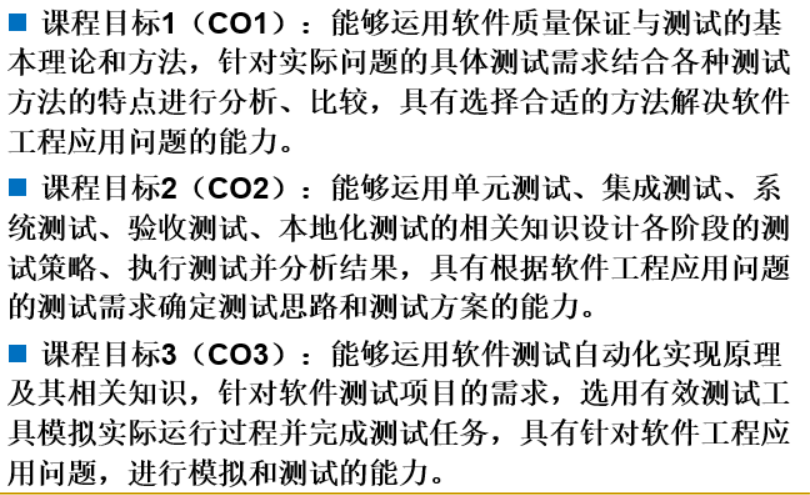 ■ 课程目标1（CO1）：能够运用软件质量保证与测试的基
本理论和方法，针对实际问题的具体测试需求结合各种测试
方法的特点进行分析、比较，具有选择合适的方法解决软件
工程应用问题的能力。
■ 课程目标2（CO2）：能够运用单元测试、集成测试、系
统测试、验收测试、本地化测试的相关知识设计各阶段的测
试策略、执行测试并分析结果，具有根据软件工程应用问题
的测试需求确定测试思路和测试方案的能力。
■ 课程目标3（CO3）：能够运用软件测试自动化实现原理
及其相关知识，针对软件测试项目的需求，选用有效测试工
具模拟实际运行过程并完成测试任务，具有针对软件工程应
用问题，进行模拟和测试的能力。